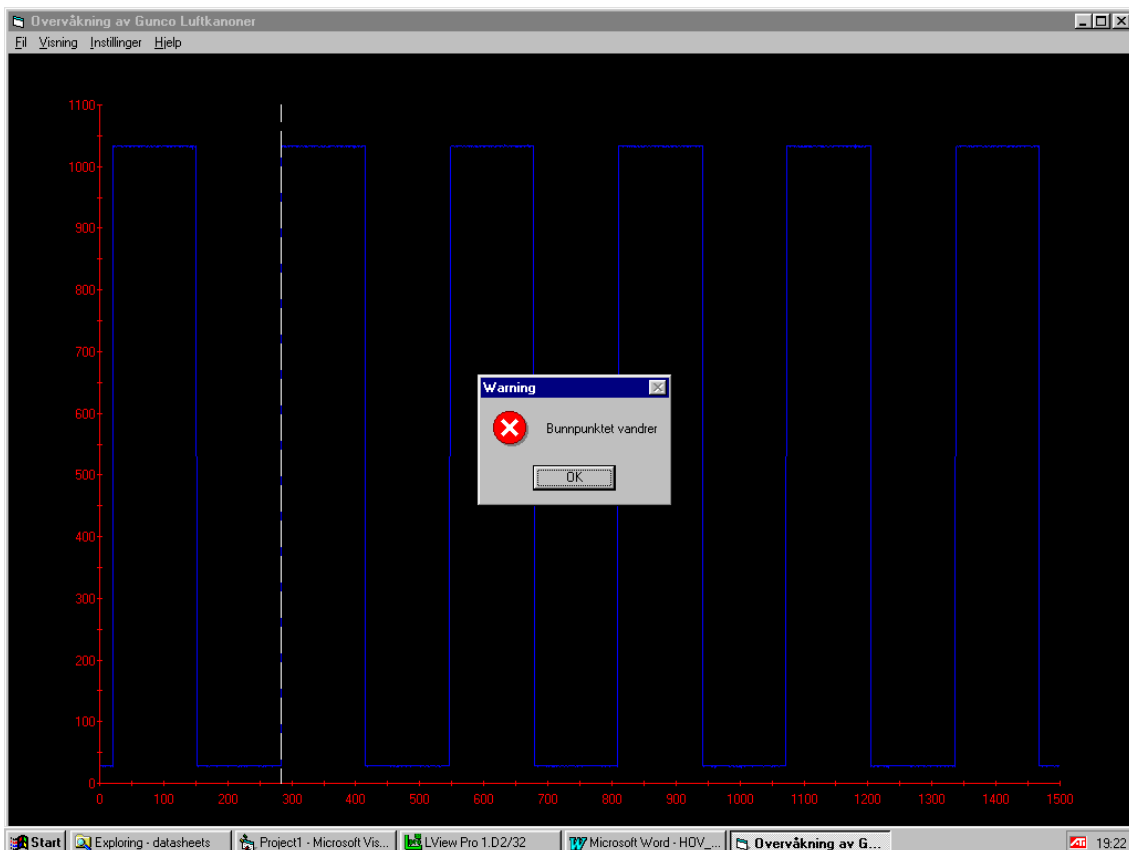 Overvåkning av Gunco Luftkanoner
Fil Visning Instillinger Hjelp
1100
1000
900
800
700
600
500
400
300
200
100
0
Warning
Bunnpunktet vandrer
OK
0 100 200 300 400 500 600 700 800 900 1000 1100 1200 1300 1400 1500
Start Exploring - datasheets Project1 - Microsoft Vis... LView Pro 1.D2/32 Microsoft Word - HOV_... Overvåkning av G... ATI 19:22